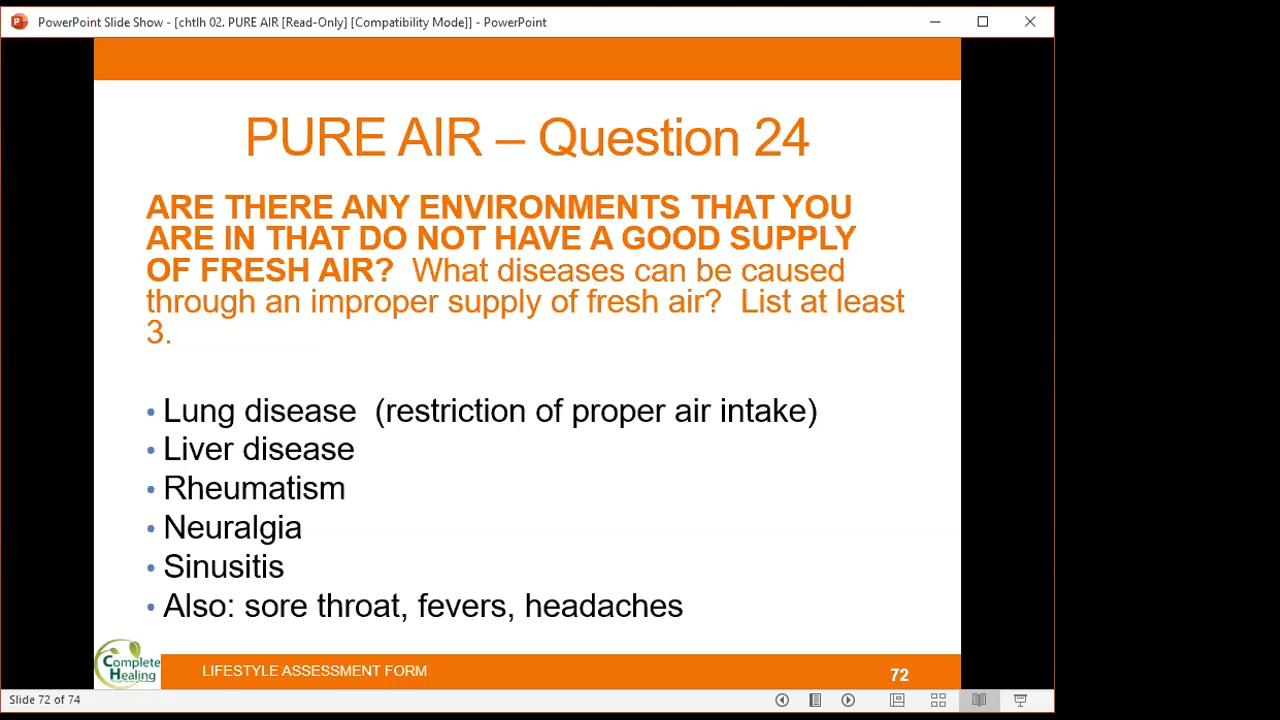 PowerPoint Slide Show - [chtlh 02. PURE AIR [Read-Only] [Compatibility Mode]] - PowerPoint
PURE AIR – Question 24
ARE THERE ANY ENVIRONMENTS THAT YOU
ARE IN THAT DO NOT HAVE A GOOD SUPPLY
OF FRESH AIR? What diseases can be caused
through an improper supply of fresh air? List at least
3.
• Lung disease (restriction of proper air intake)
• Liver disease
• Rheumatism
• Neuralgia
• Sinusitis
• Also: sore throat, fevers, headaches
Complete
Healing
LIFESTYLE ASSESSMENT FORM
72
Slide 72 of 74